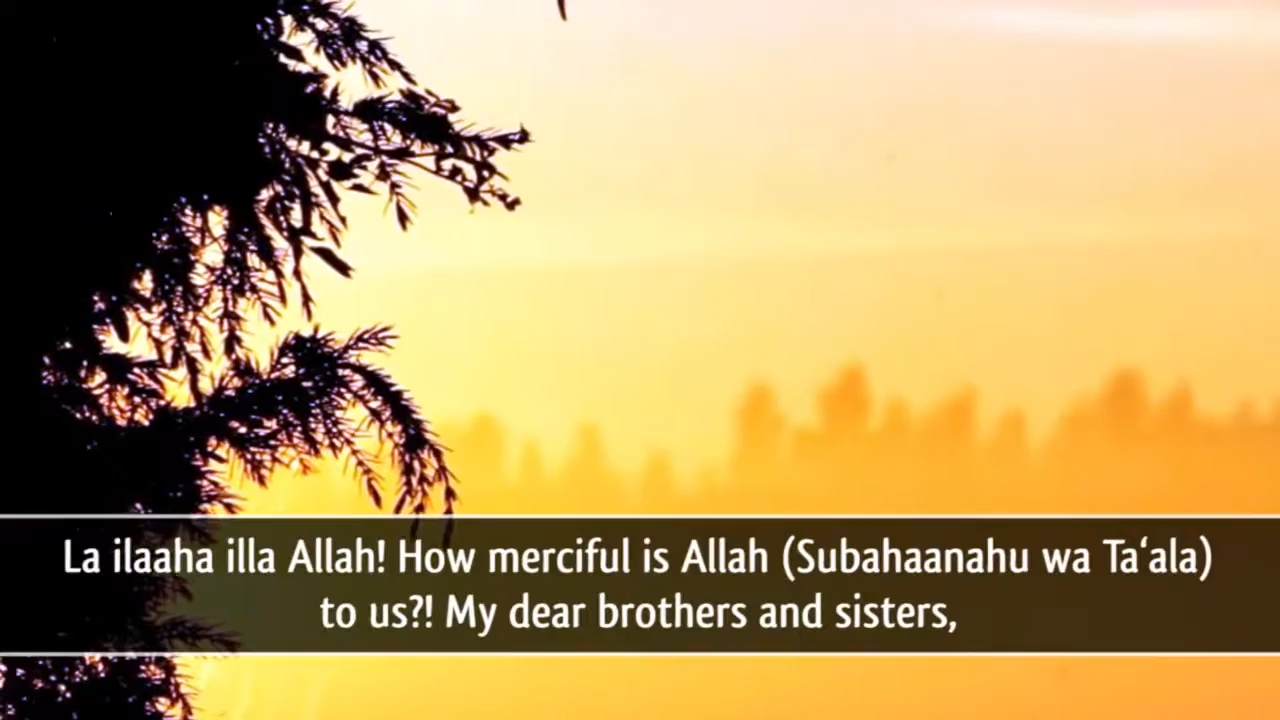 La ilaaha illa Allah! How merciful is Allah (Subahaanahu wa Ta‘ala)
to us?! My dear brothers and sisters,